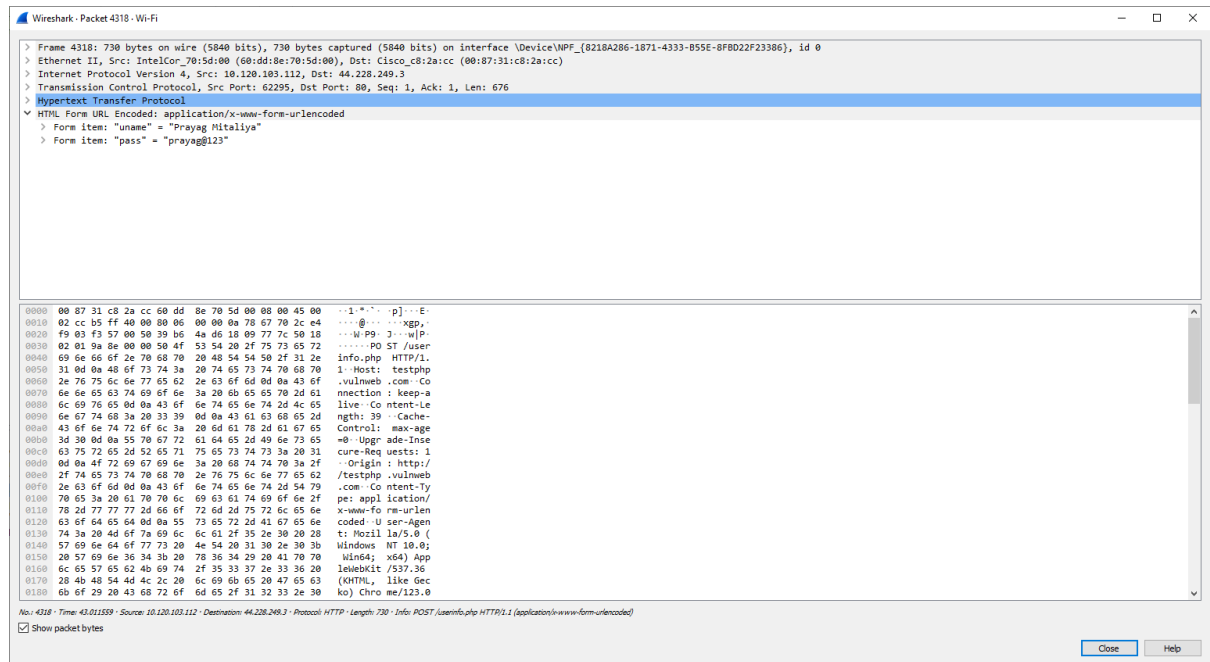 Wireshark · Packet 4318 · Wi-Fi
> Frame 4318: 730 bytes on wire (5840 bits), 730 bytes captured (5840 bits) on interface \Device\NPF_{8218A286-1871-4333-B55E-8FBD22F23386}, id 0
> Ethernet II, Src: IntelCor_70:5d:00 (60:dd:8e:70:5d:00), Dst: Cisco_c8:2a:cc (00:87:31:c8:2a:cc)
> Internet Protocol Version 4, Src: 10.120.103.112, Dst: 44.228.249.3
> Transmission Control Protocol, Src Port: 62295, Dst Port: 80, Seq: 1, Ack: 1, Len: 676
> Hypertext Transfer Protocol
HTML Form URL Encoded: application/x-www-form-urlencoded
> Form item: "uname" = "Prayag Mitaliya"
> Form item: "pass" = "prayag@123"
0000 00 87 31 c8 2a cc 60 dd 8e 70 5d 00 08 00 45 00 ··1·*·`· ·p]···E·
0010 02 cc b5 ff 40 00 80 06 00 00 0a 78 67 70 2c e4 ····@··· ···xgp,·
0020 f9 03 f3 57 00 50 39 b6 4a d6 18 09 77 7c 50 18 ···W·P9· J···w|P·
0030 02 01 9a 8e 00 00 50 4f 53 54 20 2f 75 73 65 72 ······PO ST /user
0040 69 6e 66 6f 2e 70 68 70 20 48 54 54 50 2f 31 2e info.php HTTP/1.
0050 31 0d 0a 48 6f 73 74 3a 20 74 65 73 74 70 68 70 1··Host: testphp
0060 2e 76 75 6c 6e 77 65 62 2e 63 6f 6d 0d 0a 43 6f .vulnweb .com··Co
0070 6e 6e 65 63 74 69 6f 6e 3a 20 6b 65 65 70 2d 61 nnection : keep-a
0080 6c 69 76 65 0d 0a 43 6f 6e 74 65 6e 74 2d 4c 65 live··Co ntent-Le
0090 6e 67 74 68 3a 20 33 39 0d 0a 43 61 63 68 65 2d ngth: 39 ··Cache-
00a0 43 6f 6e 74 72 6f 6c 3a 20 6d 61 78 2d 61 67 65 Control: max-age
00b0 3d 30 0d 0a 55 70 67 72 61 64 65 2d 49 6e 73 65 =0··Upgr ade-Inse
00c0 63 75 72 65 2d 52 65 71 75 65 73 74 73 3a 20 31 cure-Req uests: 1
00d0 0d 0a 4f 72 69 67 69 6e 3a 20 68 74 74 70 3a 2f ··Origin : http:/
00e0 2f 74 65 73 74 70 68 70 2e 76 75 6c 6e 77 65 62 /testphp .vulnweb
00f0 2e 63 6f 6d 0d 0a 43 6f 6e 74 65 6e 74 2d 54 79 .com··Co ntent-Ty
0100 70 65 3a 20 61 70 70 6c 69 63 61 74 69 6f 6e 2f pe: appl ication/
0110 78 2d 77 77 77 2d 66 6f 72 6d 2d 75 72 6c 65 6e x-www-fo rm-urlen
0120 63 6f 64 65 64 0d 0a 55 73 65 72 2d 41 67 65 6e coded··U ser-Agen
0130 74 3a 20 4d 6f 7a 69 6c 6c 61 2f 35 2e 30 20 28 t: Mozil la/5.0 (
0140 57 69 6e 64 6f 77 73 20 4e 54 20 31 30 2e 30 3b Windows NT 10.0;
0150 20 57 69 6e 36 34 3b 20 78 36 34 29 20 41 70 70 Win64; x64) App
0160 6c 65 57 65 62 4b 69 74 2f 35 33 37 2e 33 36 20 leWebKit /537.36
0170 28 4b 48 54 4d 4c 2c 20 6c 69 6b 65 20 47 65 63 (KHTML, like Gec
0180 6b 6f 29 20 43 68 72 6f 6d 65 2f 31 32 33 2e 30 ko) Chro me/123.0
No.: 4318 · Time: 43.011559 · Source: 10.120.103.112 · Destination: 44.228.249.3 · Protocol: HTTP · Length: 730 · Info: POST /userinfo.php HTTP/1.1 (application/x-www-form-urlencoded)
Show packet bytes
Close Help